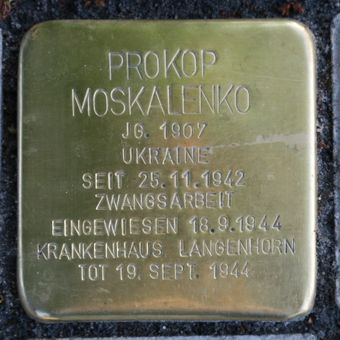 PROKOP
MOSKALENKO
JG. 1907
UKRAINE
SEIT 25.11.1942
ZWANGSARBEIT
EINGEWIESEN 18.9.1944
KRANKENHAUS LANGENHORN
TOT 19. SEPT. 1944